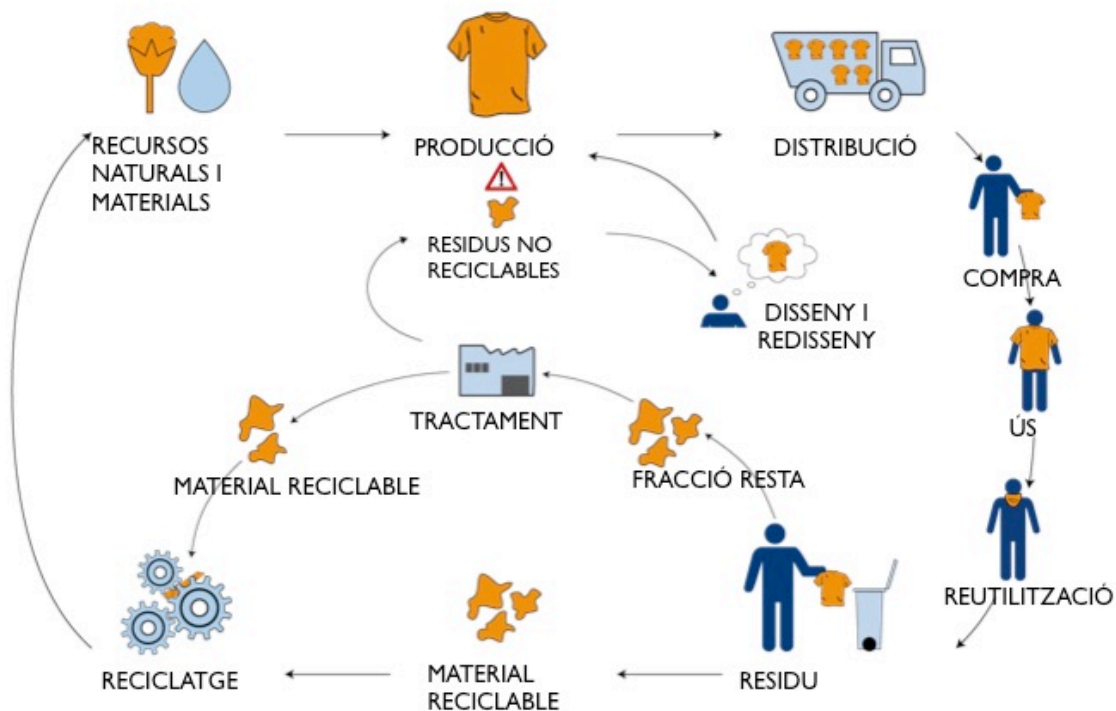 RECURSOS
NATURALS I
MATERIALS
PRODUCCIÓ
DISTRIBUCIÓ
RESIDUS NO
RECICLABLES
COMPRA
DISSENY I
REDISSENY
ÚS
TRACTAMENT
MATERIAL RECICLABLE
FRACCIÓ RESTA
REUTILITZACIÓ
RECICLATGE
MATERIAL
RECICLABLE
RESIDU